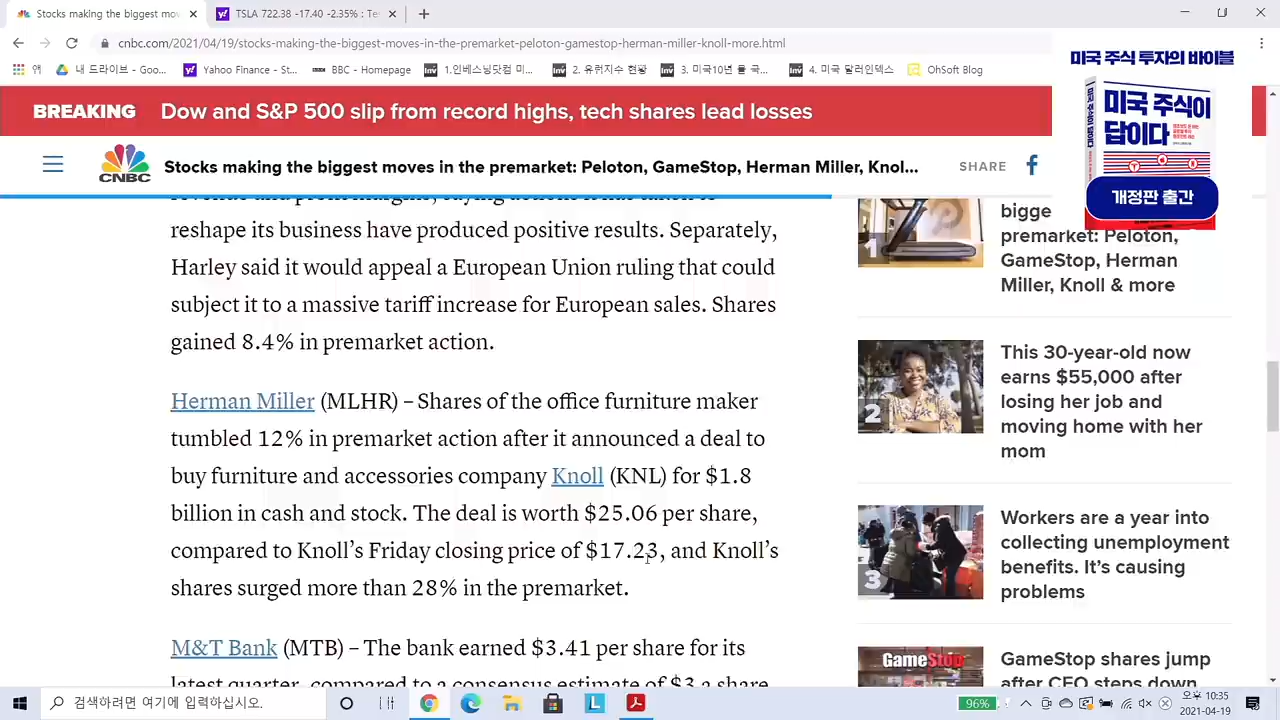 Stocks making the biggest mov
TSLA 722.38 -17.40 -2.35% : Te
cnbc.com/2021/04/19/stocks-making-the-biggest-moves-in-the-premarket-peloton-gamestop-herman-miller-knoll-more.html
앱
내 드라이브 - Goo...
Yahoo Finance - St...
BBC - Homepage
1.인베스팅닷컴 미...
2. 유휘지수 현황
3. 미국10년 물 국...
4. 미국 달러인덱스
OhSoft Blog
미국 주식 투자의 바이블
미국 주식이
답이다
개정판 출간
BREAKING
Dow and S&P 500 slip from record highs, tech shares lead losses
CNBC
Stocks making the biggest moves in the premarket: Peloton, GameStop, Herman Miller, Knol...
SHARE
reshape its business have produced positive results. Separately,
Harley said it would appeal a European Union ruling that could
subject it to a massive tariff increase for European sales. Shares
gained 8.4% in premarket action.
Herman Miller (MLHR) – Shares of the office furniture maker
tumbled 12% in premarket action after it announced a deal to
buy furniture and accessories company Knoll (KNL) for $1.8
billion in cash and stock. The deal is worth $25.06 per share,
compared to Knoll's Friday closing price of $17.23, and Knoll's
shares surged more than 28% in the premarket.
M&T Bank (MTB) – The bank earned $3.41 per share for its
1
bigge
premarket: Peloton,
GameStop, Herman
Miller, Knoll & more
2
This 30-year-old now
earns $55,000 after
losing her job and
moving home with her
mom
3
Workers are a year into
collecting unemployment
benefits. It's causing
problems
GameStop
GameStop shares jump
after CEO steps down
검색하려면 여기에 입력하십시오.
96%
오후 10:35
2021-04-19